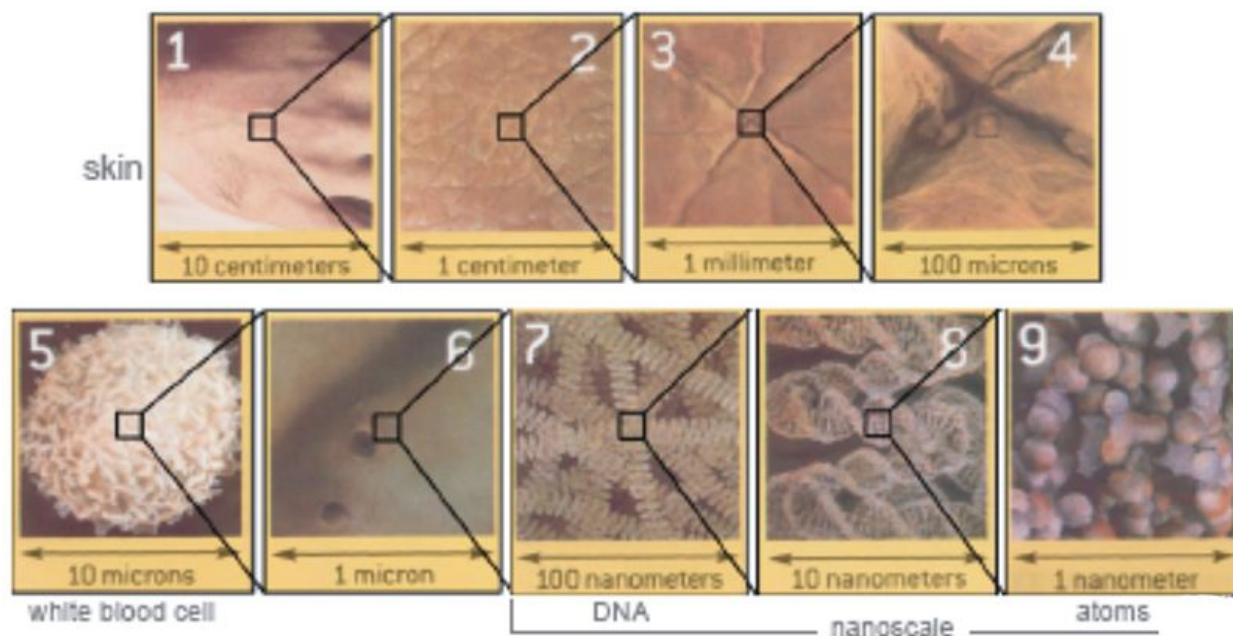 1
2
3
4
skin
10 centimeters
1 centimeter
1 millimeter
100 microns
5
6
7
8
9
10 microns
1 micron
100 nanometers
10 nanometers
1 nanometer
white blood cell
DNA
atoms
nanoscale